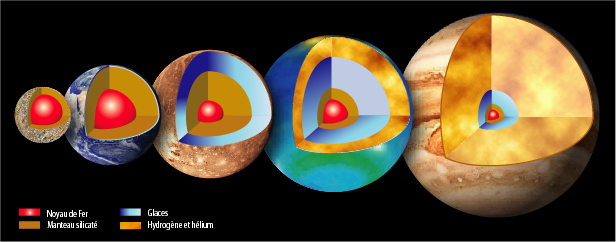 Noyau de Fer
Manteau silicaté
Glaces
Hydrogène et hélium